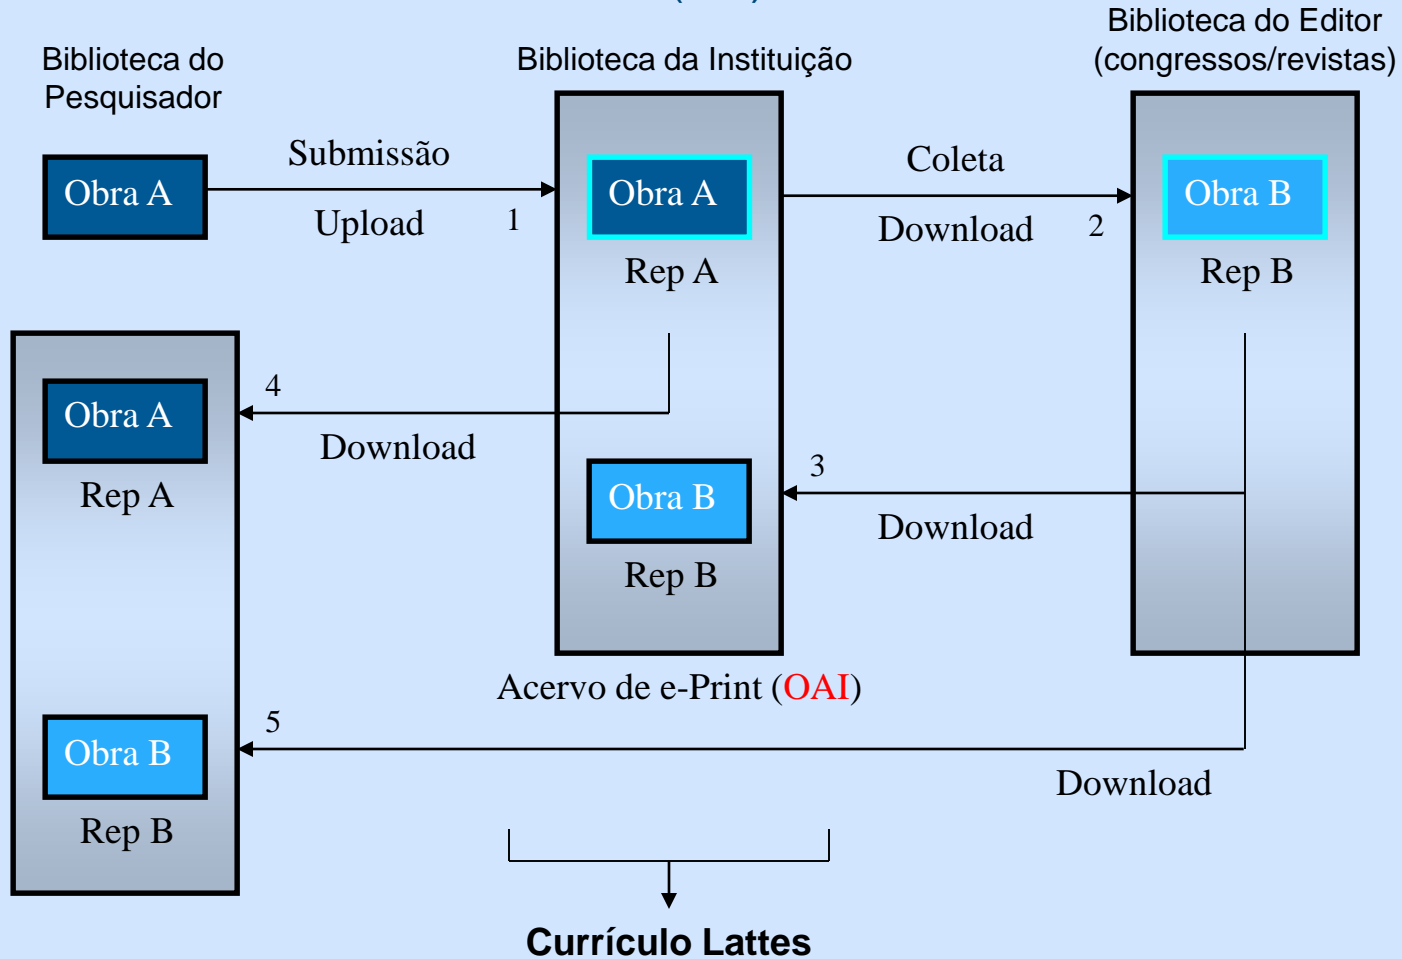 Biblioteca do Editor
(congressos/revistas)
Biblioteca do
Pesquisador
Biblioteca da Instituição
Obra A
Submissão
Upload
1
Obra A
Rep A
Coleta
Download
2
Obra B
Rep B
Obra A
Rep A
4
Download
Obra B
Rep B
3
Download
Acervo de e-Print (OAI)
Obra B
Rep B
5
Download
Currículo Lattes